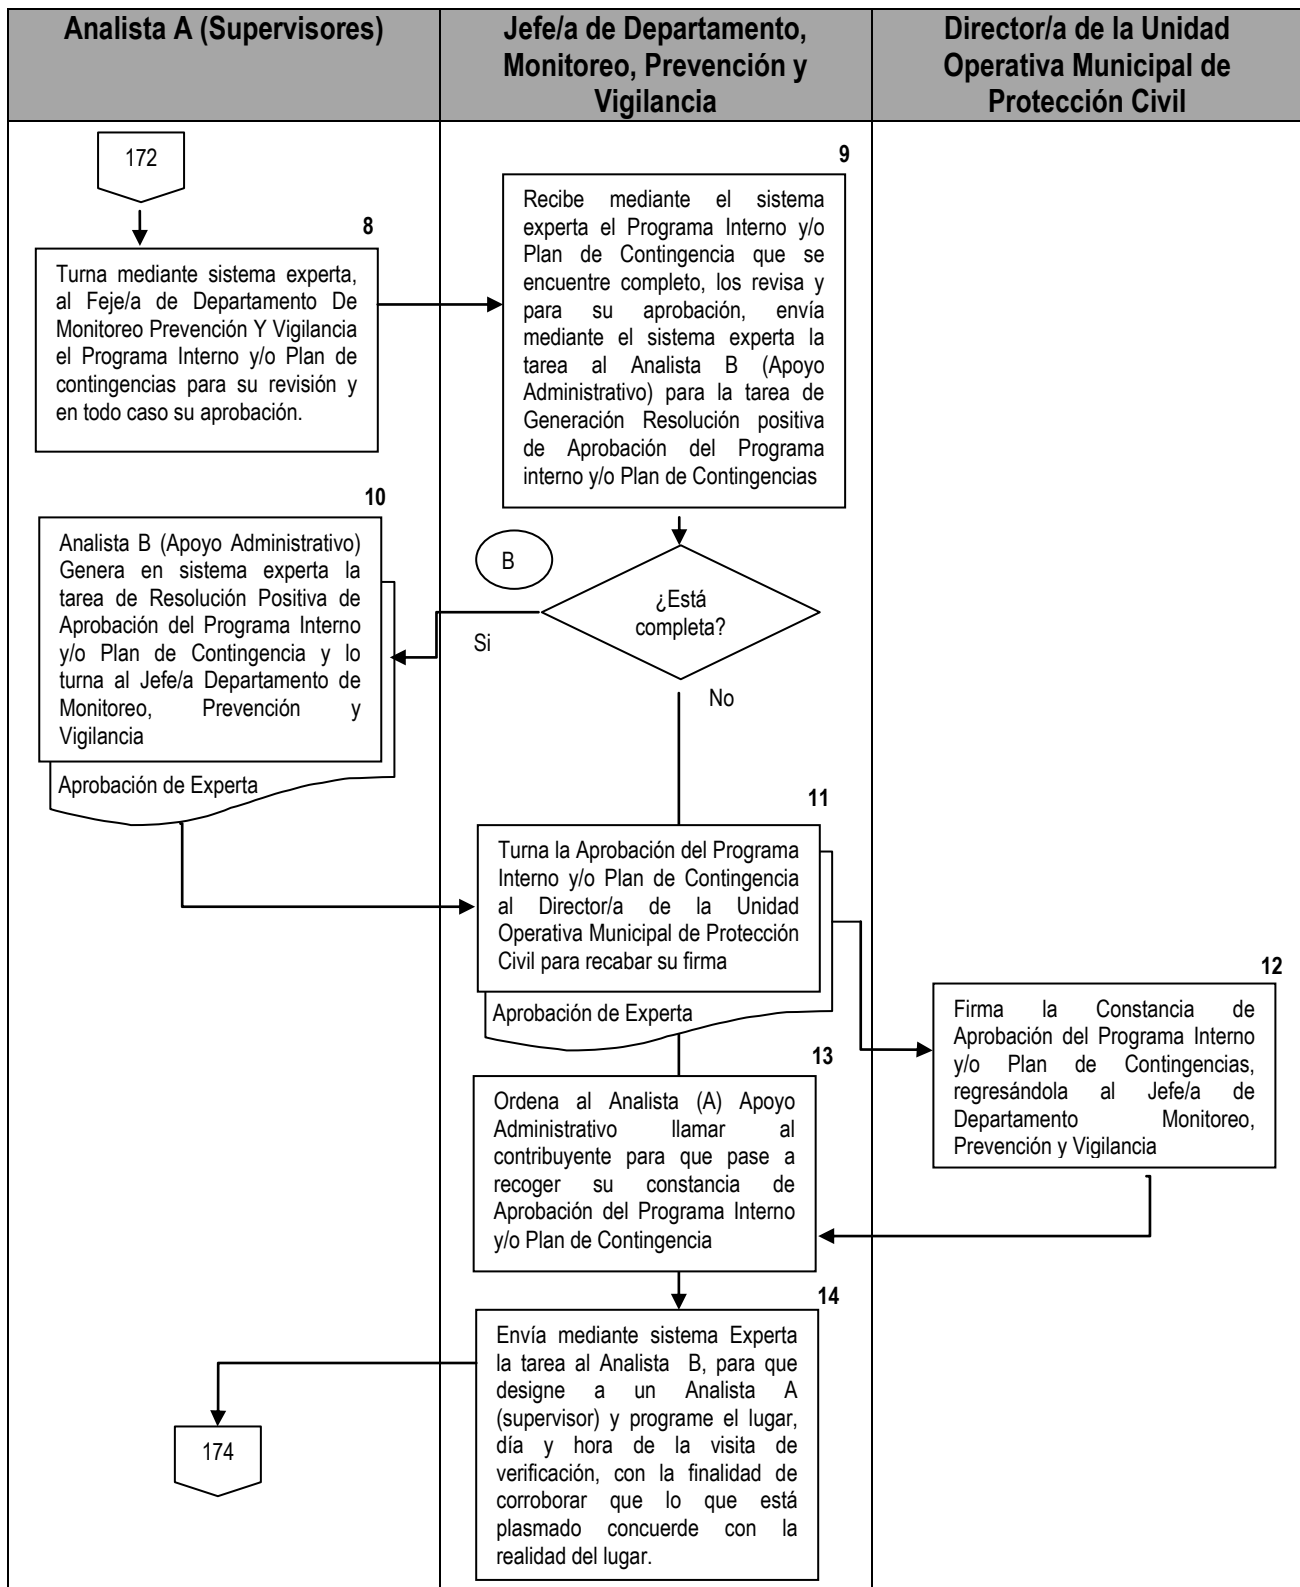 Analista A (Supervisores)
Jefe/a de Departamento,
Monitoreo, Prevención y
Vigilancia
Director/a de la Unidad
Operativa Municipal de
Protección Civil
172
8
Turna mediante sistema experta,
al Feje/a de Departamento De
Monitoreo Prevención Y Vigilancia
el Programa Interno y/o Plan de
contingencias para su revisión y
en todo caso su aprobación.
9
Recibe mediante el sistema
experta el Programa Interno y/o
Plan de Contingencia que se
encuentre completo, los revisa y
para su aprobación, envía
mediante el sistema experta la
tarea al Analista B (Apoyo
Administrativo) para la tarea de
Generación Resolución positiva
de Aprobación del Programa
interno y/o Plan de Contingencias
10
Analista B (Apoyo Administrativo)
Genera en sistema experta la
tarea de Resolución Positiva de
Aprobación del Programa Interno
y/o Plan de Contingencia y lo
turna al Jefe/a Departamento de
Monitoreo, Prevención y
Vigilancia
Aprobación de Experta
B
¿Está
completa?
Si
No
11
Turna la Aprobación del Programa
Interno y/o Plan de Contingencia
al Director/a de la Unidad
Operativa Municipal de Protección
Civil para recabar su firma
Aprobación de Experta
12
Firma la Constancia de
Aprobación del Programa Interno
y/o Plan de Contingencias,
regresándola al Jefe/a de
Departamento Monitoreo,
Prevención y Vigilancia
13
Ordena al Analista (A) Apoyo
Administrativo llamar al
contribuyente para que pase a
recoger su constancia de
Aprobación del Programa Interno
y/o Plan de Contingencia
14
Envía mediante sistema Experta
la tarea al Analista B, para que
designe a un Analista A
(supervisor) y programe el lugar,
día y hora de la visita de
verificación, con la finalidad de
corroborar que lo que está
plasmado concuerde con la
realidad del lugar.
174